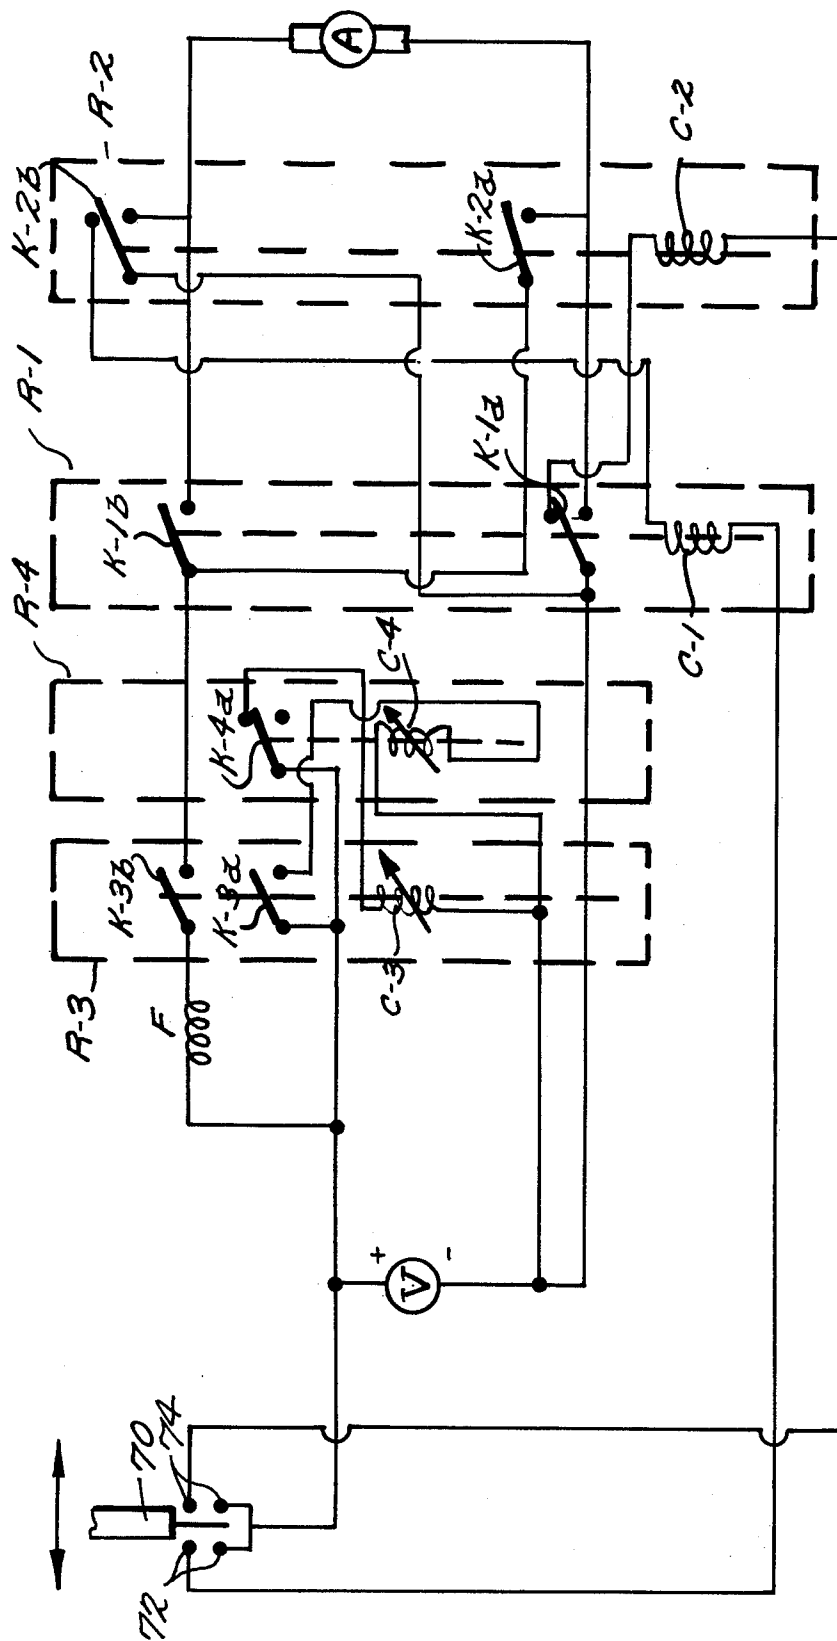 K-2b
R-2
A
R-1
K-2a
C-2
K-1b
K-1a
R-4
C-4
C-1
K-4a
K-3b
K-3a
R-3
C-3
F
+
V
-
70
74
72